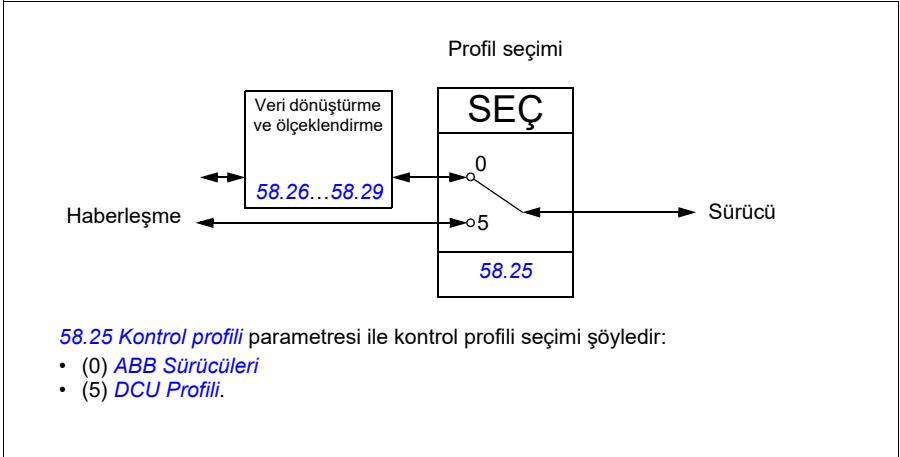 Profil seçimi
Veri dönüştürme
ve ölçeklendirme
58.26…58.29
SEÇ
0
5
58.25
Haberleşme
Sürücü
58.25 Kontrol profili parametresi ile kontrol profili seçimi şöyledir:
• (0) ABB Sürücüleri
• (5) DCU Profili.